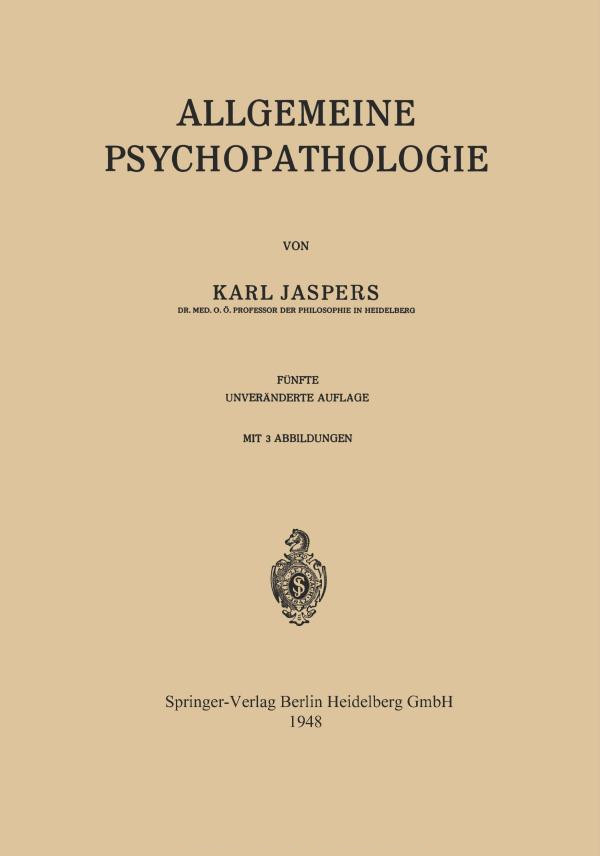 ALLGEMEINE
PSYCHOPATHOLOGIE
VON
KARL JASPERS
DR. MED. O. Ö. PROFESSOR DER PHILOSOPHIE IN HEIDELBERG
FÜNFTE
UNVERÄNDERTE AUFLAGE
MIT 3 ABBILDUNGEN
Springer-Verlag Berlin Heidelberg GmbH
1948